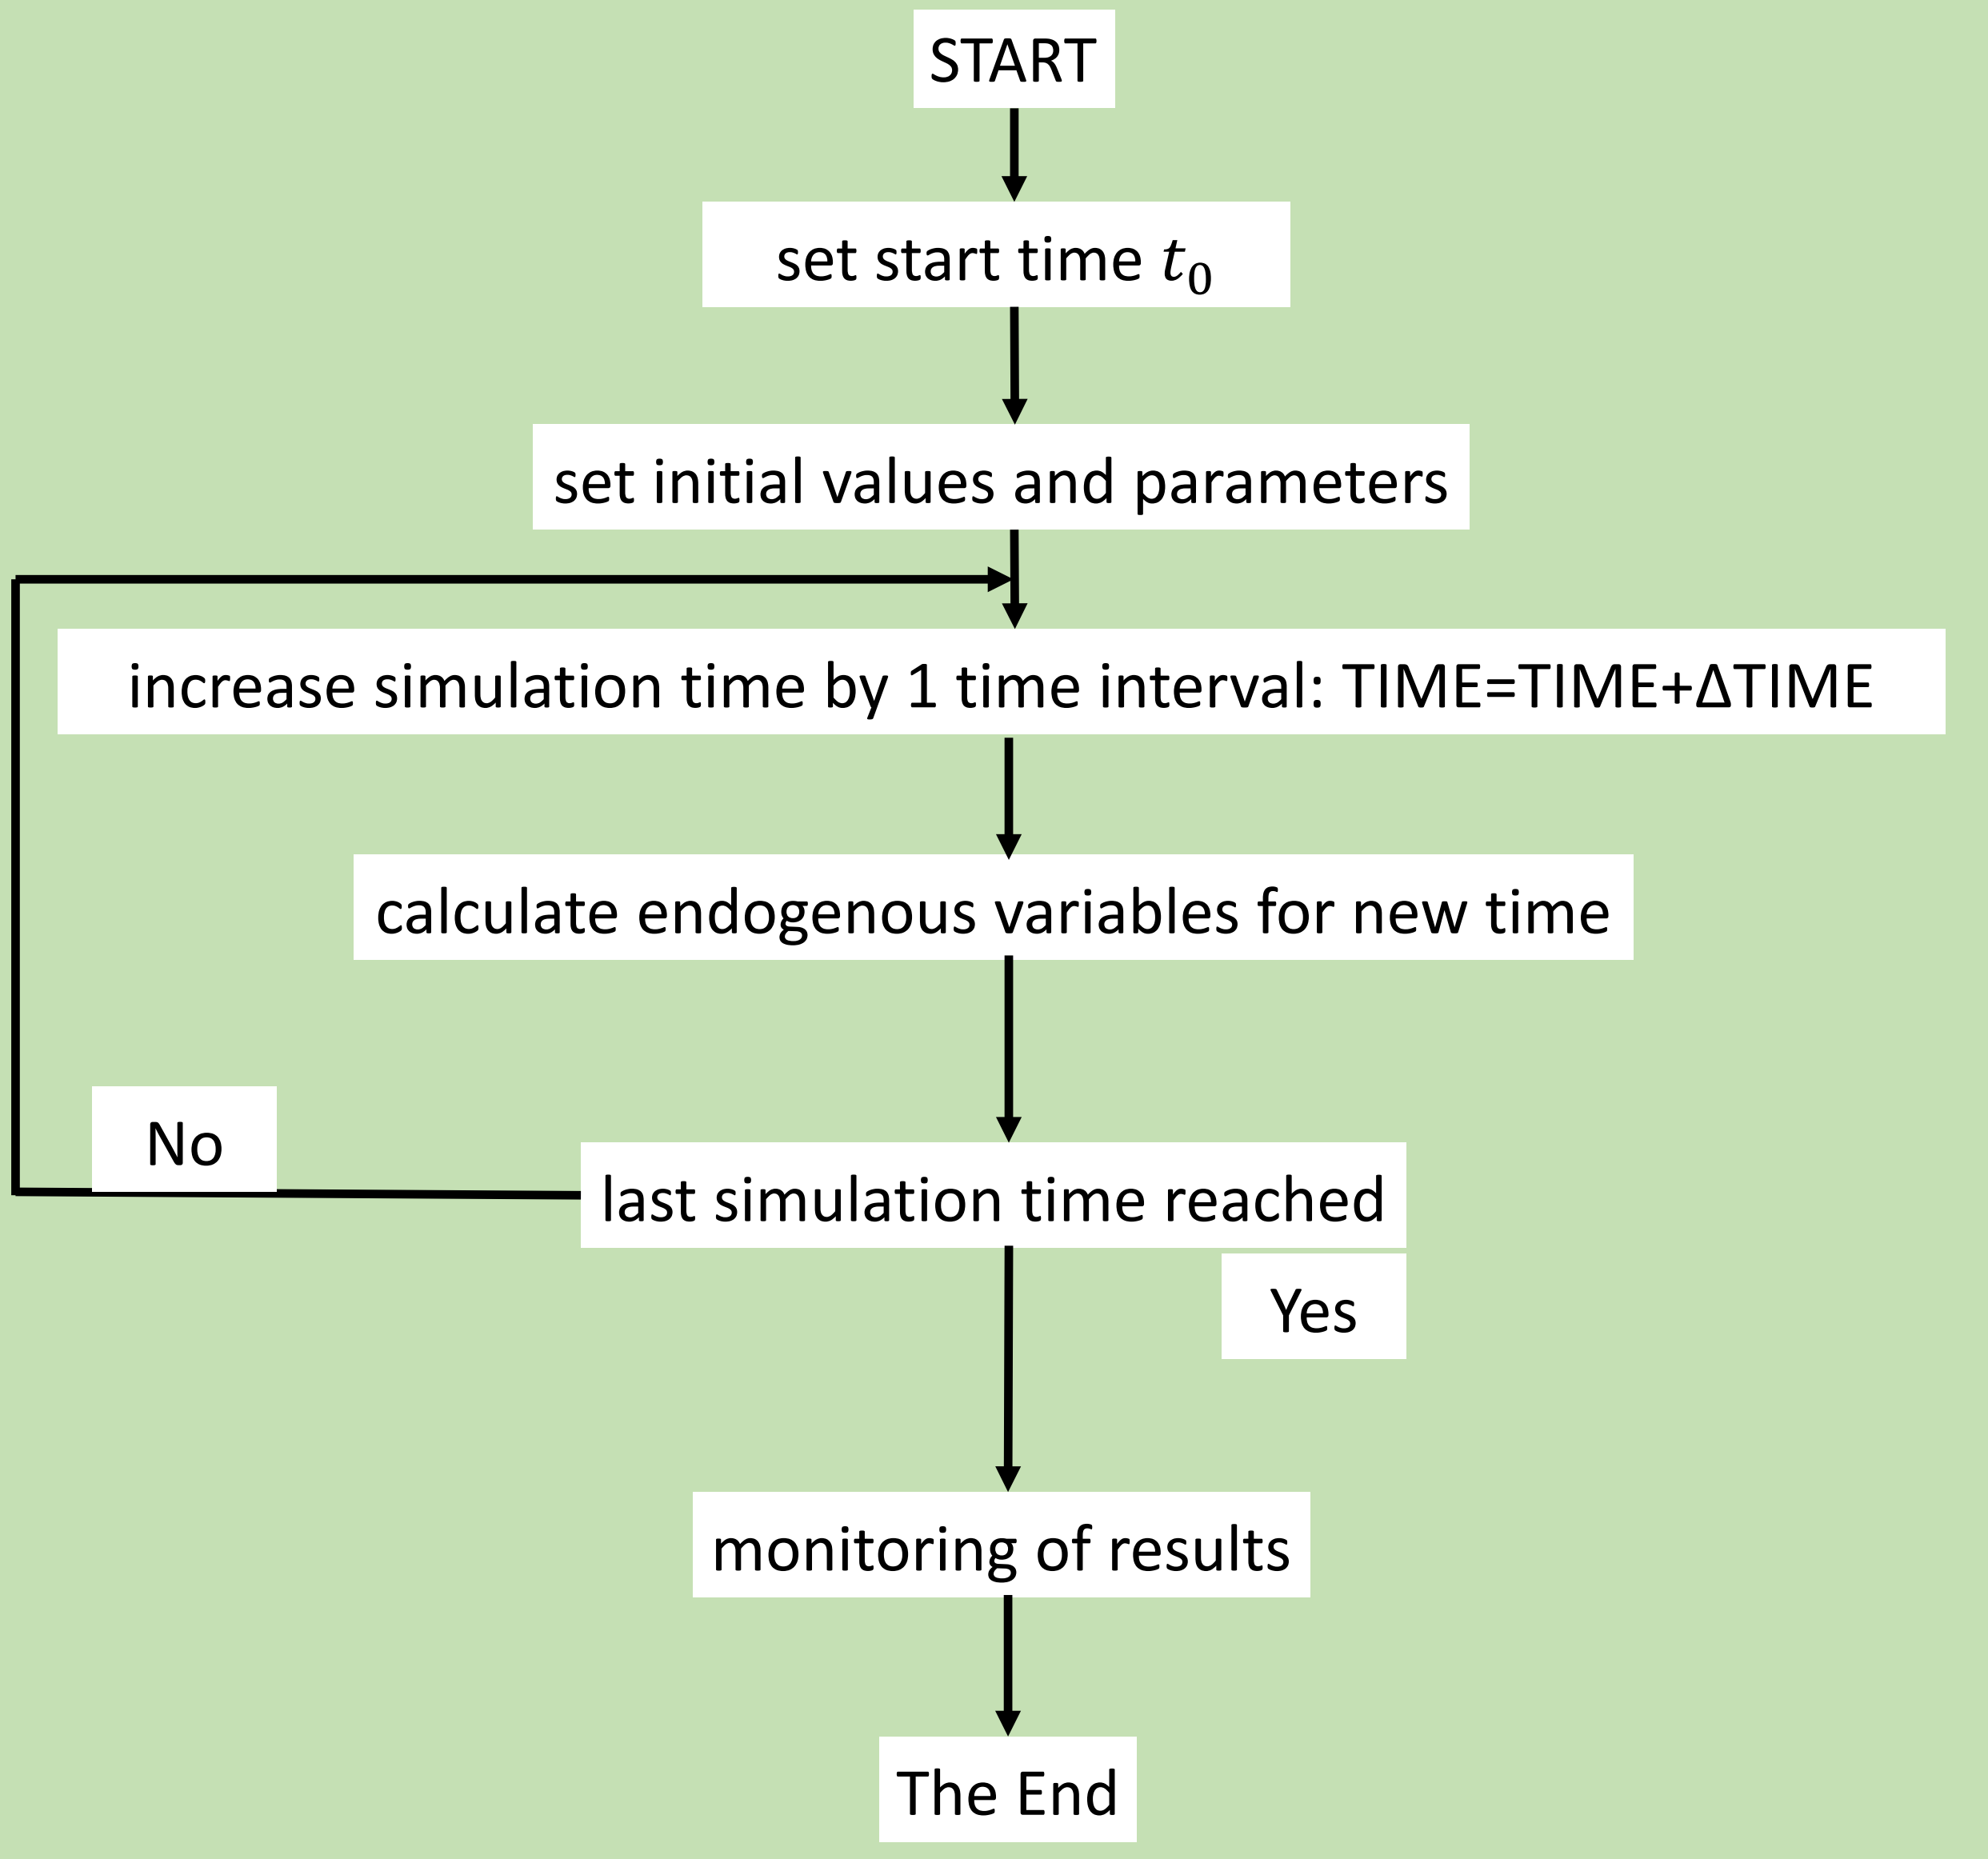 START
set start time t₀
set initial values and parameters
increase simulation time by 1 time interval: TIME=TIME+ΔTIME
calculate endogenous variables for new time
No
last simulation time reached
Yes
monitoring of results
The End